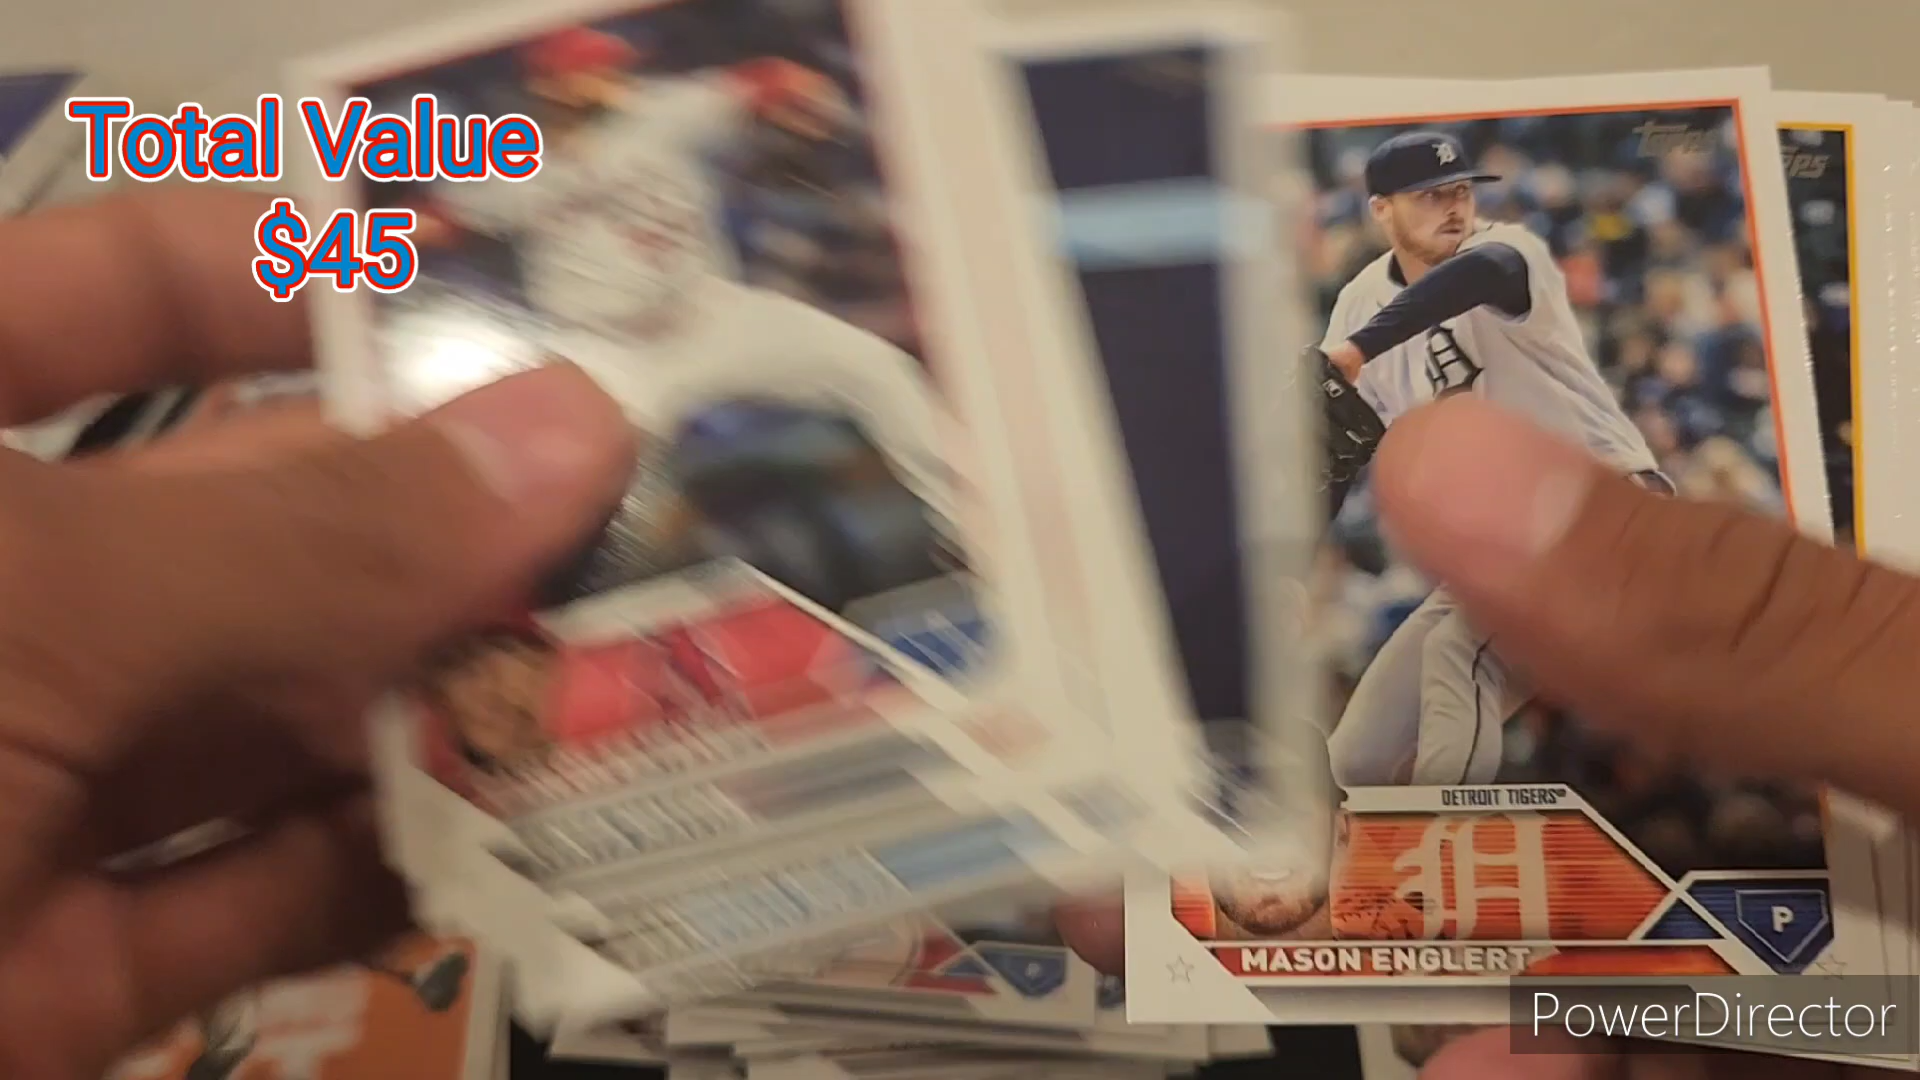 Total Value
$45
TOPPS
DETROIT TIGERS
P
MASON ENGLERT
PowerDirector